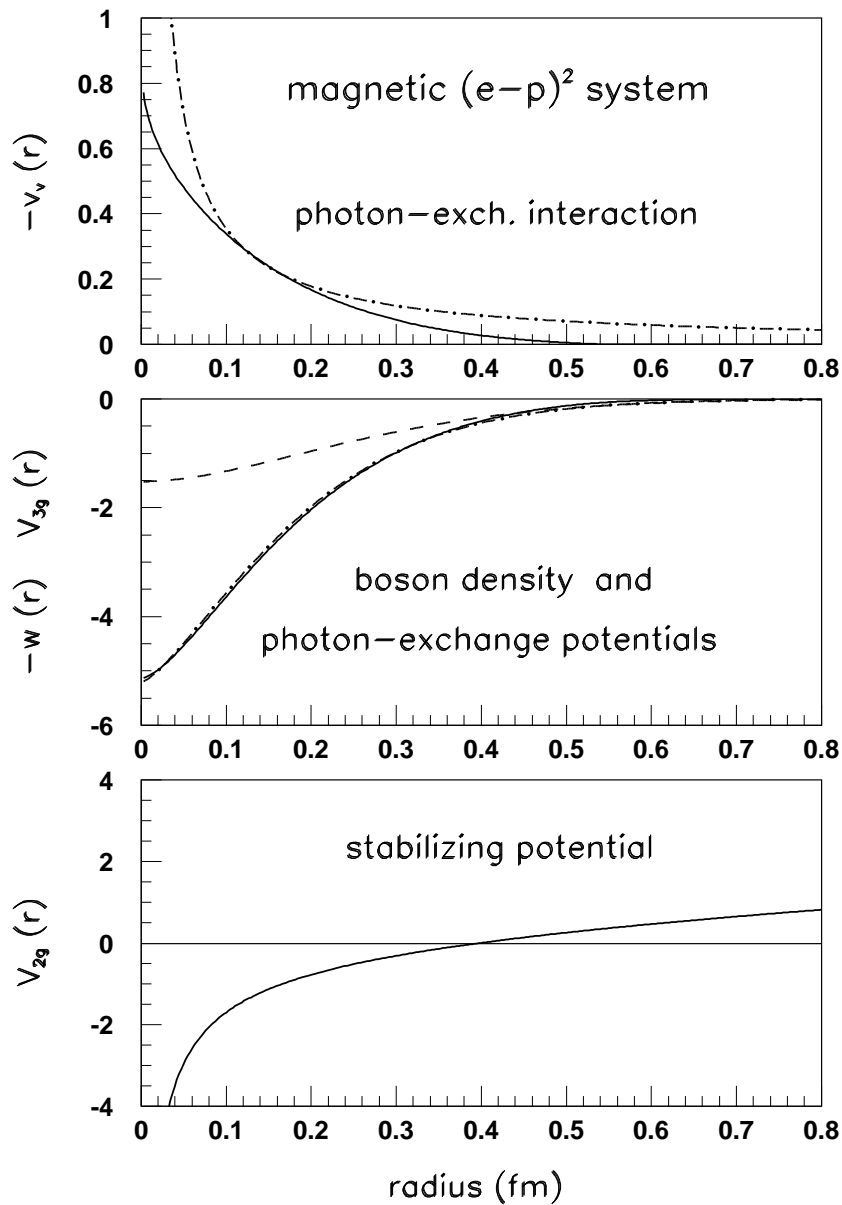 1
0.8
0.6
0.4
0.2
0
−v_v (r)
magnetic (e−p)² system
photon−exch. interaction
0 0.1 0.2 0.3 0.4 0.5 0.6 0.7 0.8
0
-2
-4
-6
−w (r) V_3g (r)
boson density and
photon−exchange potentials
0 0.1 0.2 0.3 0.4 0.5 0.6 0.7 0.8
4
2
0
-2
-4
V_2g (r)
stabilizing potential
0 0.1 0.2 0.3 0.4 0.5 0.6 0.7 0.8
radius (fm)